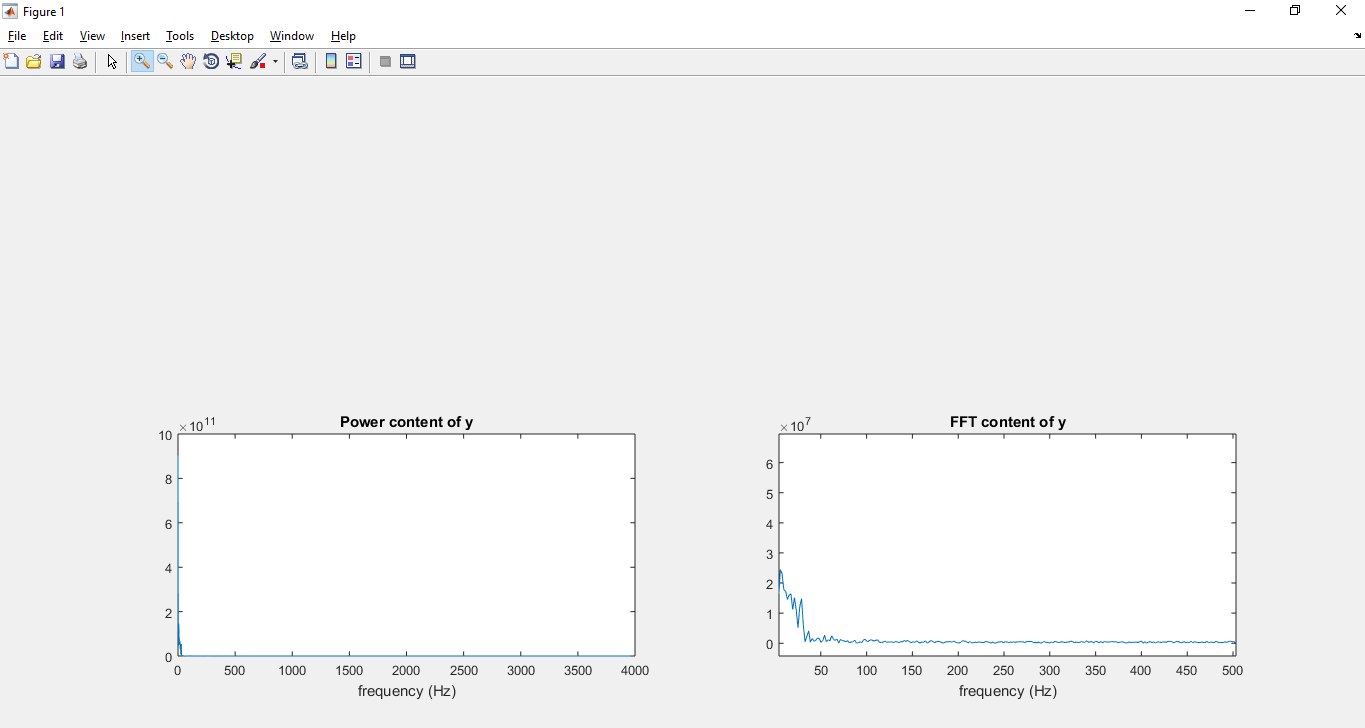 Figure 1
File Edit View Insert Tools Desktop Window Help
Power content of y
×10^11
10
8
6
4
2
0
0 500 1000 1500 2000 2500 3000 3500 4000
frequency (Hz)
FFT content of y
×10^7
6
5
4
3
2
1
0
50 100 150 200 250 300 350 400 450 500
frequency (Hz)